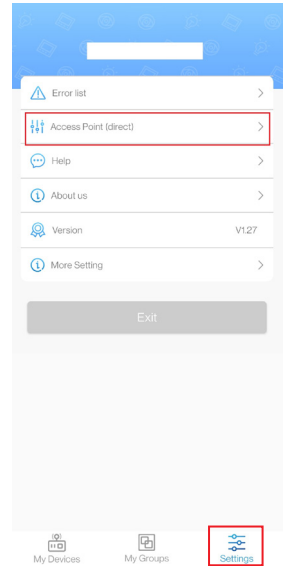 Error list
Access Point (direct)
Help
About us
Version V1.27
More Setting
Exit
My Devices My Groups Settings